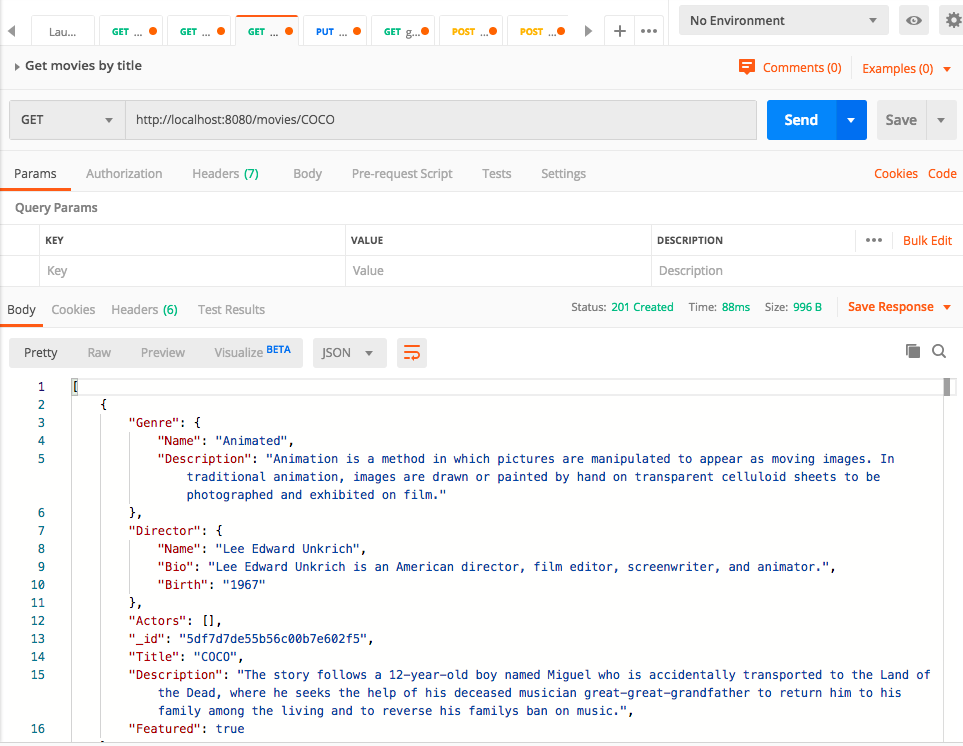 Lau... GET ... GET ... GET ... PUT ... GET g... POST ... POST ... No Environment
Get movies by title Comments (0) Examples (0)
GET http://localhost:8080/movies/COCO Send Save
Params Authorization Headers (7) Body Pre-request Script Tests Settings Cookies Code
Query Params
KEY VALUE DESCRIPTION Bulk Edit
Key Value Description
Body Cookies Headers (6) Test Results Status: 201 Created Time: 88ms Size: 996 B Save Response
Pretty Raw Preview Visualize BETA JSON
1 [
2 {
3 "Genre": {
4 "Name": "Animated",
5 "Description": "Animation is a method in which pictures are manipulated to appear as moving images. In
traditional animation, images are drawn or painted by hand on transparent celluloid sheets to be
photographed and exhibited on film."
6 },
7 "Director": {
8 "Name": "Lee Edward Unkrich",
9 "Bio": "Lee Edward Unkrich is an American director, film editor, screenwriter, and animator.",
10 "Birth": "1967"
11 },
12 "Actors": [],
13 "_id": "5df7d7de55b56c00b7e602f5",
14 "Title": "COCO",
15 "Description": "The story follows a 12-year-old boy named Miguel who is accidentally transported to the Land of
the Dead, where he seeks the help of his deceased musician great-great-grandfather to return him to his
family among the living and to reverse his familys ban on music.",
16 "Featured": true